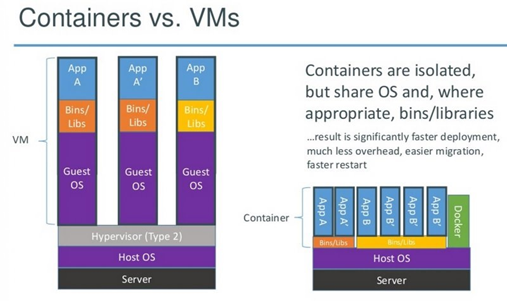 Containers vs. VMs
VM
App
A
App
A'
App
B
Bins/
Libs
Bins/
Libs
Bins/
Libs
Guest
OS
Guest
OS
Guest
OS
Hypervisor (Type 2)
Host OS
Server
Containers are isolated,
but share OS and, where
appropriate, bins/libraries
...result is significantly faster deployment,
much less overhead, easier migration,
faster restart
Container
App A
App A'
App B
App B'
App B'
App B'
Docker
Bins/Libs
Bins/Libs
Host OS
Server